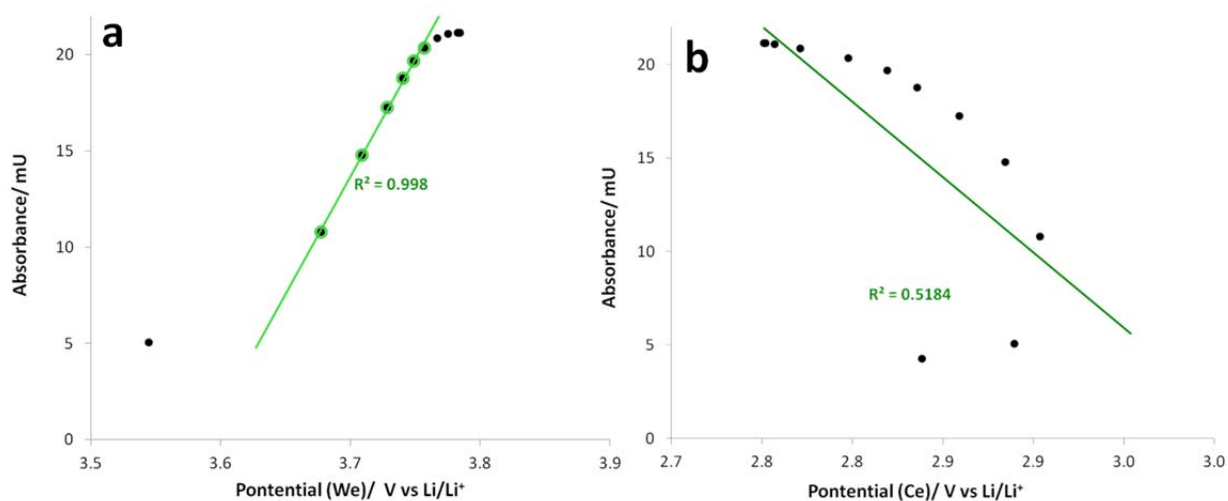 a
Absorbance/ mU
20
15
10
5
0
R² = 0.998
3.5
3.6
3.7
3.8
3.9
Pontential (We)/ V vs Li/Li⁺
b
Absorbance/ mU
20
15
10
5
0
R² = 0.5184
2.7
2.8
2.8
2.9
2.9
3.0
3.0
Pontential (Ce)/ V vs Li/Li⁺